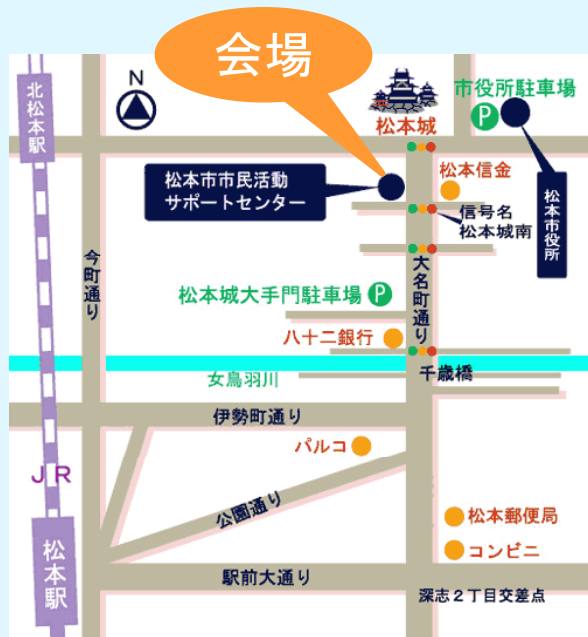 会場
N
北松本駅
松本城
市役所駐車場
P
松本信金
松本市市民活動
サポートセンター
信号名
松本城南
松本市役所
今町通り
大名町通り
松本城大手門駐車場
P
八十二銀行
女鳥羽川
千歳橋
伊勢町通り
パルコ
JR
公園通り
松本郵便局
コンビニ
松本駅
駅前大通り
深志2丁目交差点